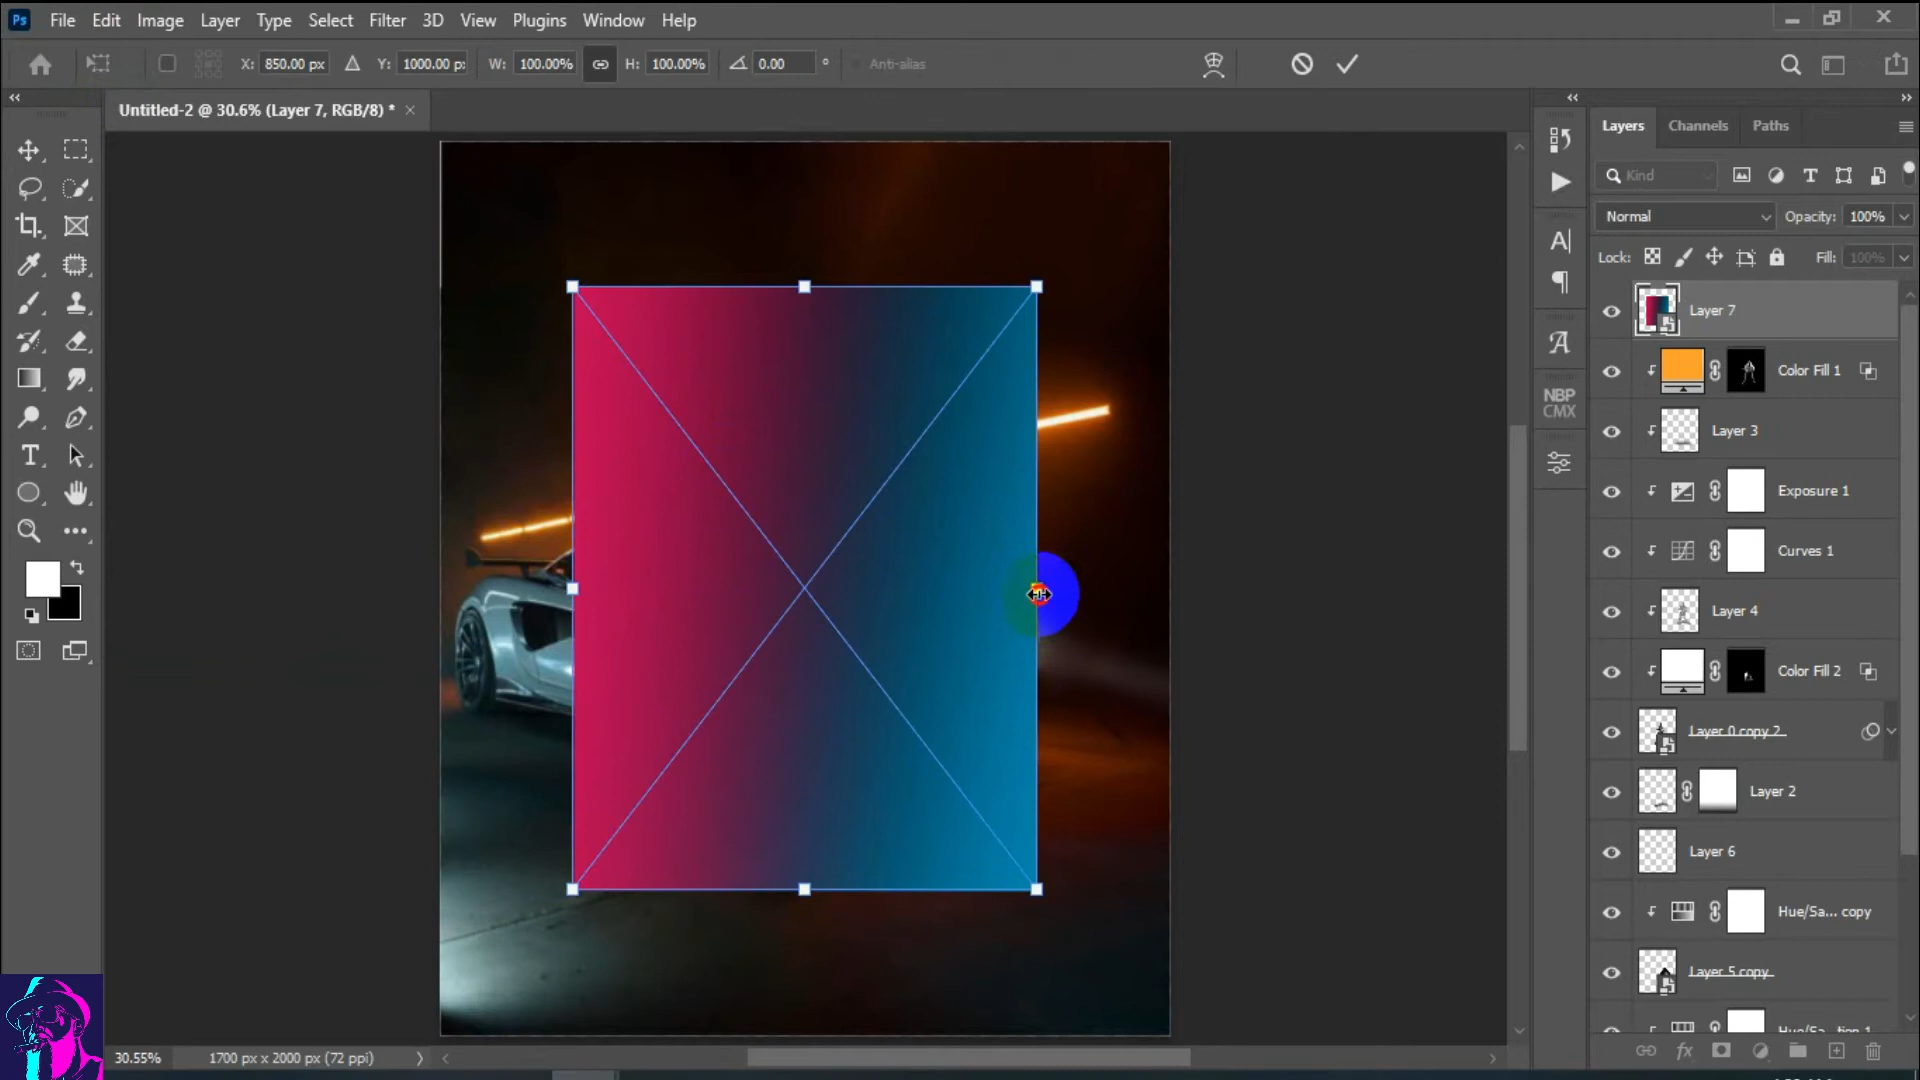 Ps File Edit Image Layer Type Select Filter 3D View Plugins Window Help
X: 850.00 px Y: 1000.00 p: W: 100.00% H: 100.00% 0.00 ° Anti-alias
Untitled-2 @ 30.6% (Layer 7, RGB/8) * ×
Layers Channels Paths
Kind
Normal Opacity: 100%
Lock: Fill: 100%
Layer 7
Color Fill 1
Layer 3
NBP
CMX
Exposure 1
Curves 1
Layer 4
Color Fill 2
Layer 0 copy 2
Layer 2
Layer 6
Hue/Sa... copy
Layer 5 copy
Hue/Sa...tion 1
30.55% 1700 px x 2000 px (72 ppi)